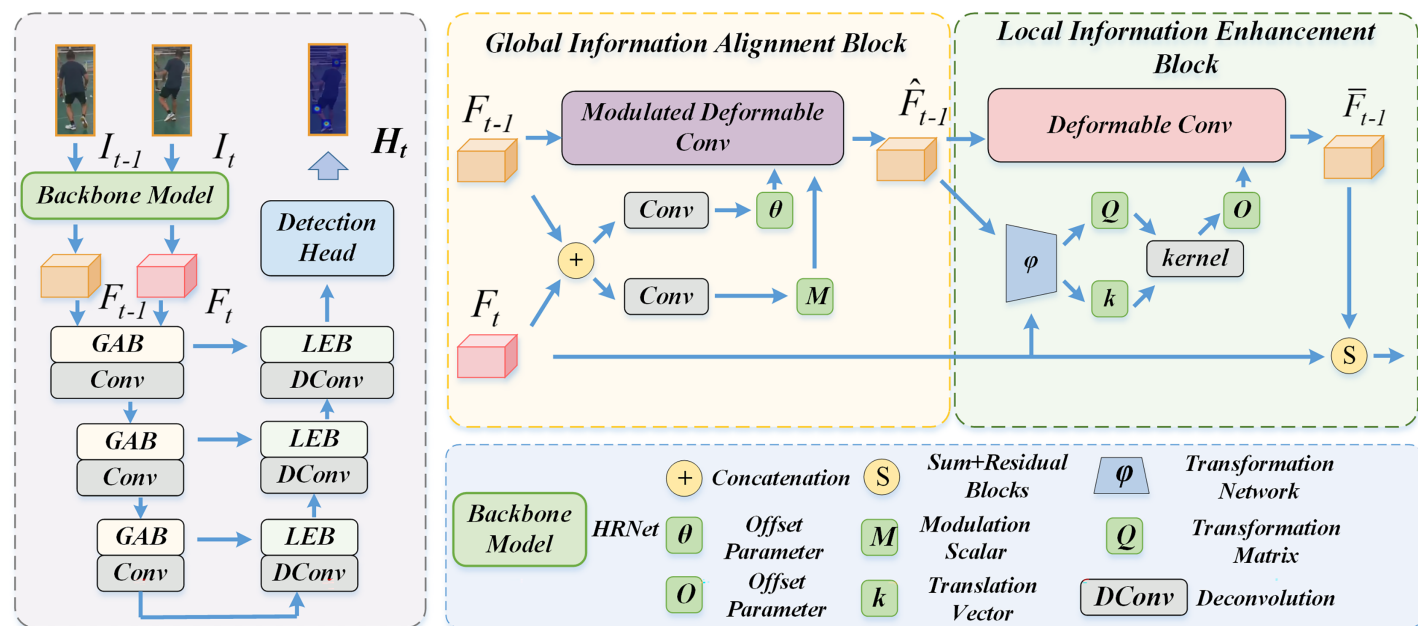 I_{t-1}
I_t
H_t
Backbone Model
Detection
Head
F_{t-1}
F_t
GAB
Conv
LEB
DConv
GAB
Conv
LEB
DConv
GAB
Conv
LEB
DConv
Global Information Alignment Block
F_{t-1}
Modulated Deformable
Conv
F̂_{t-1}
Conv
θ
+
Conv
M
F_t
Local Information Enhancement
Block
Deformable Conv
F̅_{t-1}
Q
O
φ
kernel
k
S
Backbone
Model
HRNet
+
Concatenation
S
Sum+Residual
Blocks
φ
Transformation
Network
θ
Offset
Parameter
M
Modulation
Scalar
Q
Transformation
Matrix
O
Offset
Parameter
k
Translation
Vector
DConv
Deconvolution